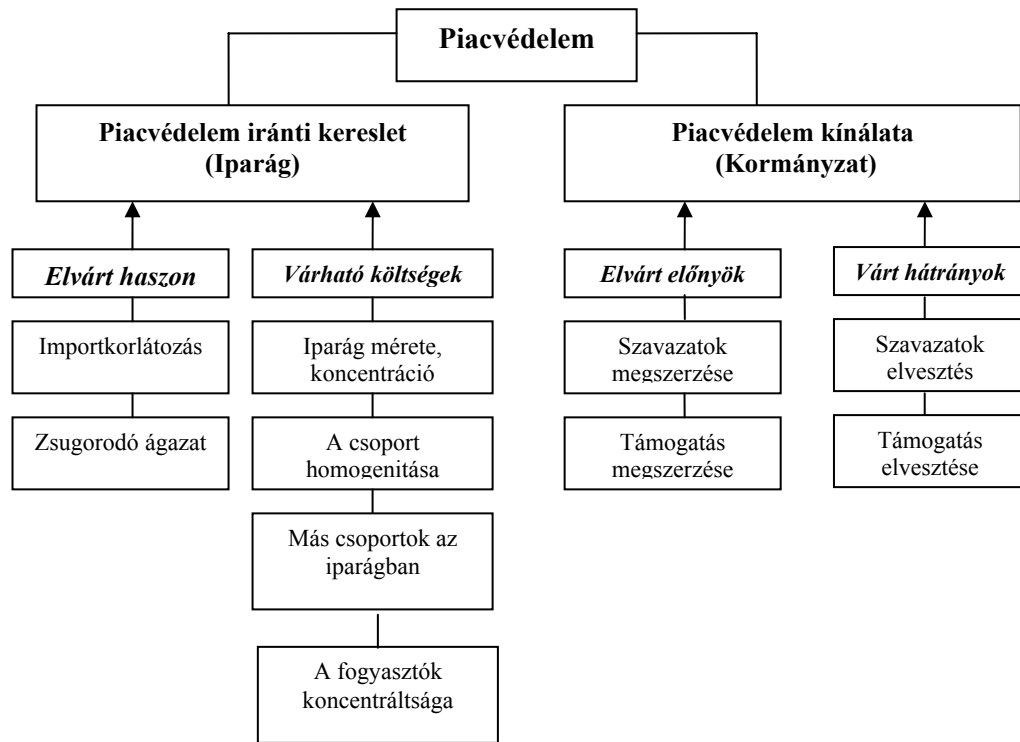 Piacvédelem
Piacvédelem iránti kereslet
(Iparág)
Piacvédelem kínálata
(Kormányzat)
Elvárt haszon
Várható költségek
Elvárt előnyök
Várt hátrányok
Importkorlátozás
Iparág mérete,
koncentráció
Szavazatok
megszerzése
Szavazatok
elvesztés
Zsugorodó ágazat
A csoport
homogenitása
Támogatás
megszerzése
Támogatás
elvesztése
Más csoportok az
iparágban
A fogyasztók
koncentráltsága